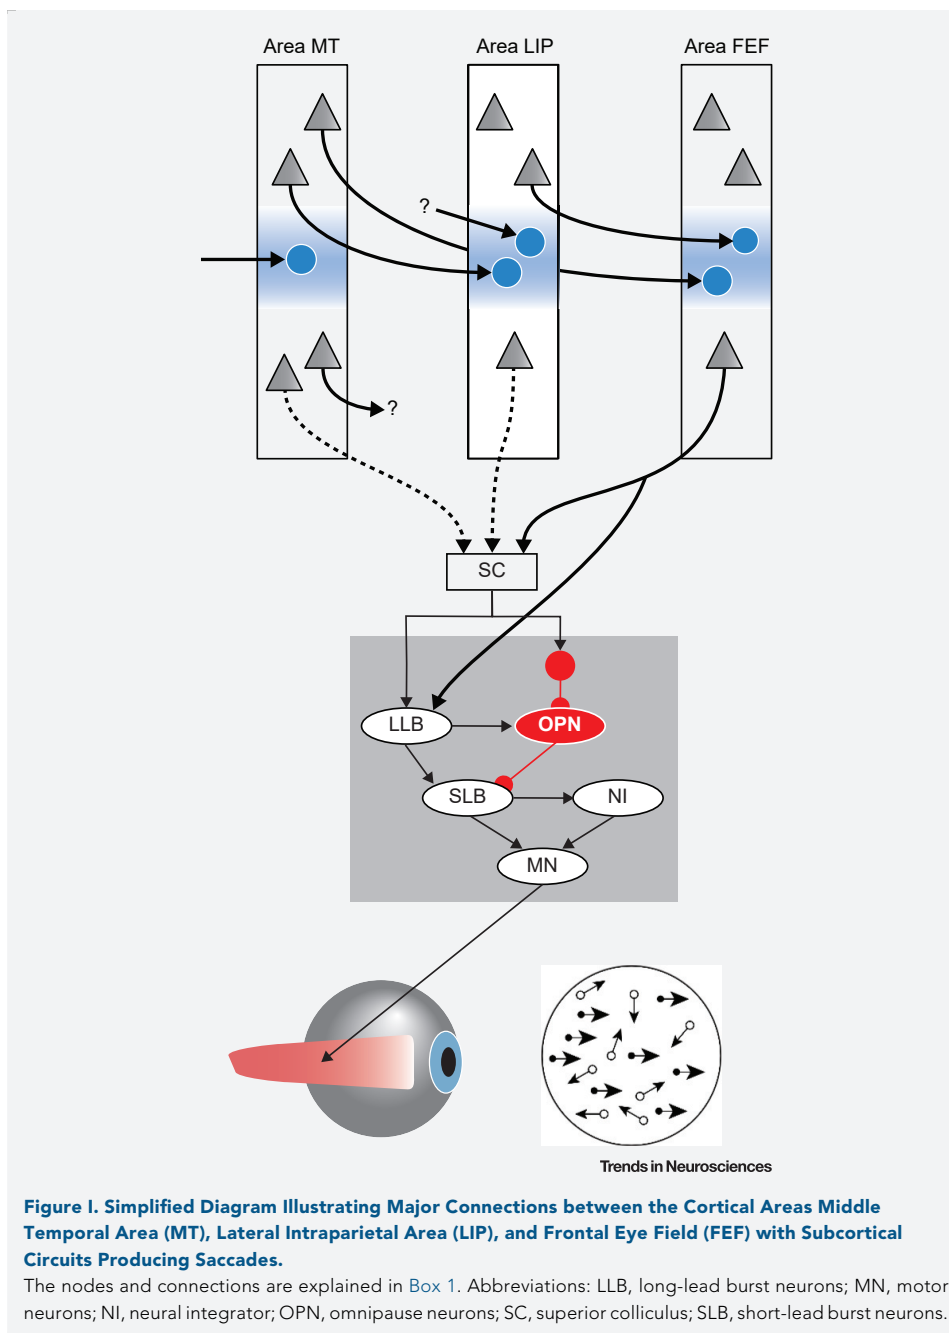 Area MT
Area LIP
Area FEF
?
?
SC
LLB
OPN
SLB
NI
MN
Trends in Neurosciences
Figure I. Simplified Diagram Illustrating Major Connections between the Cortical Areas Middle
Temporal Area (MT), Lateral Intraparietal Area (LIP), and Frontal Eye Field (FEF) with Subcortical
Circuits Producing Saccades.
The nodes and connections are explained in Box 1. Abbreviations: LLB, long-lead burst neurons; MN, motor
neurons; NI, neural integrator; OPN, omnipause neurons; SC, superior colliculus; SLB, short-lead burst neurons.